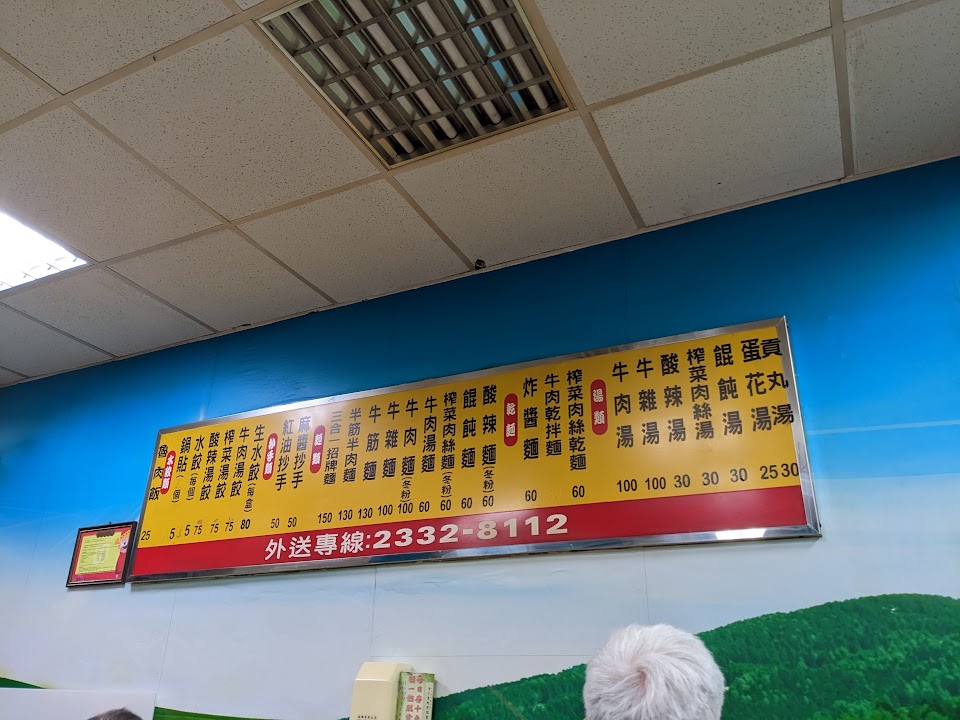 個肉飯
25
水餃類
鍋貼(個)
5
水餃(每個)
5
酸辣湯餃
75
榨菜湯餃
75
牛肉湯餃
75
生水餃(每盒)
80
抄手類
紅油抄手
50
麻醬抄手
50
麵類
三合一招牌麵
150
半筋半肉麵
130
牛筋麵
130
牛雜麵
100
牛肉麵(冬粉)
100
牛肉湯麵
60
榨菜肉絲麵(冬粉)
60
餛飩麵
60
酸辣麵(冬粉)
60
乾麵
炸醬麵
60
牛肉乾拌麵
榨菜肉絲乾麵
60
湯類
牛肉湯
100
牛雜湯
100
酸辣湯
30
榨菜肉絲湯
30
餛飩湯
30
蛋花湯
25
貢丸湯
30
外送專線:2332-8112